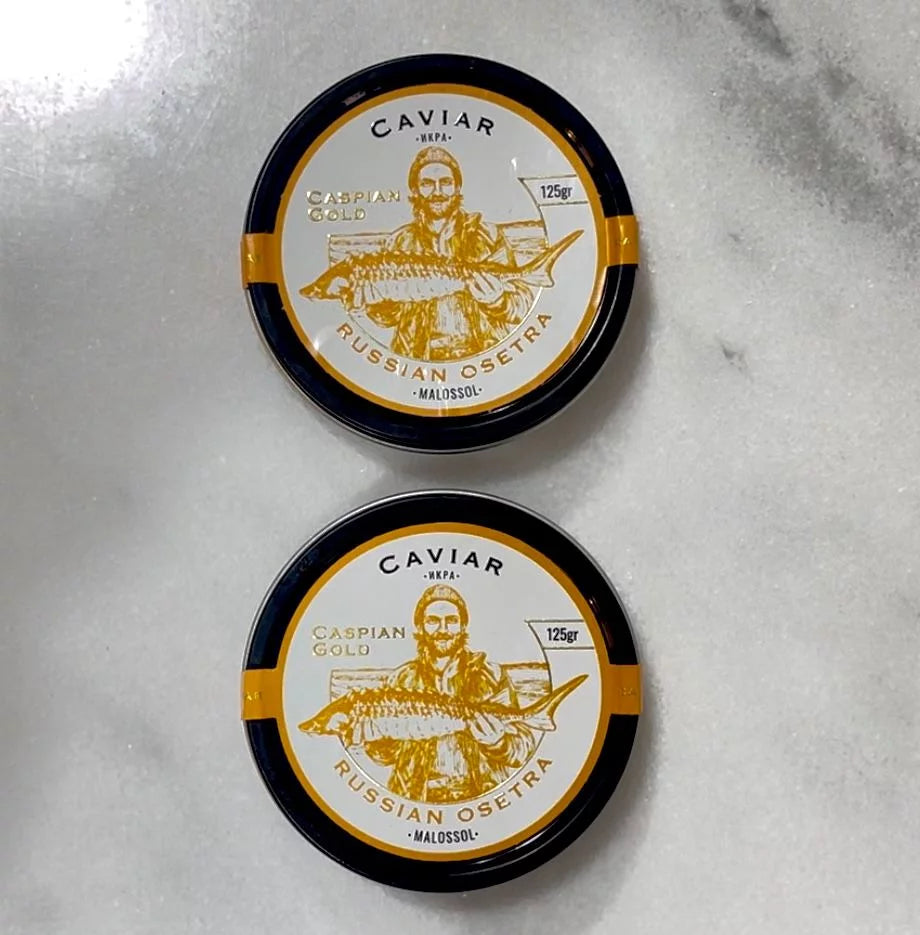 CAVIAR
·ИКРА·
CASPIAN
GOLD
125gr
RUSSIAN OSETRA
·MALOSSOL·
CAVIAR
·ИКРА·
CASPIAN
GOLD
125gr
RUSSIAN OSETRA
·MALOSSOL·